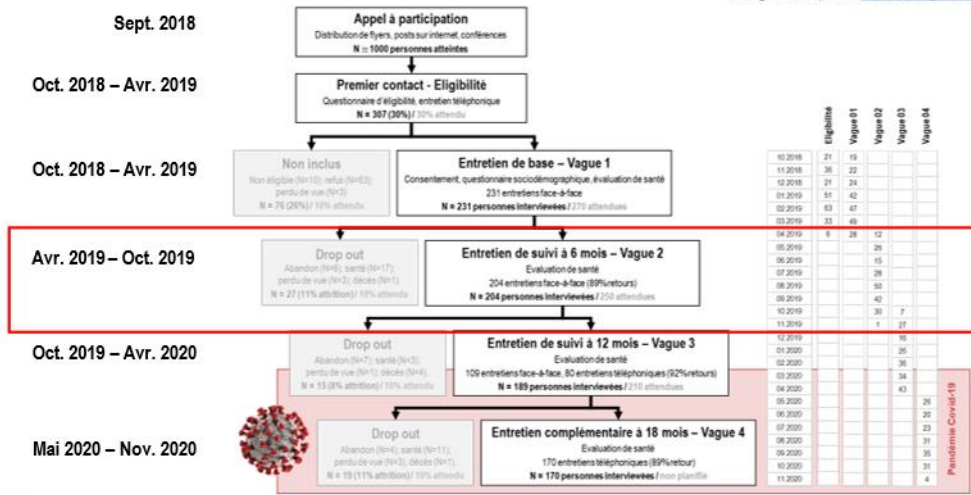 Sept. 2018
Appel à participation
Distribution de flyers, posts sur internet, conférences
N = 1000 personnes atteintes
Oct. 2018 – Avr. 2019
Premier contact - Eligibilité
Questionnaire d'éligibilité, entretien téléphonique
N = 307 (30%) / 30% attendu
Oct. 2018 – Avr. 2019
Non inclus
Non éligible (N=10); refus (N=63);
perdu de vue (N=3)
N = 76 (26%) / 10% attendu
Entretien de base – Vague 1
Consentement, questionnaire sociodémographique, évaluation de santé
231 entretiens face-à-face
N = 231 personnes interviewées / 270 attendues
Avr. 2019 – Oct. 2019
Drop out
Abandon (N=6); santé (N=17);
perdu de vue (N=3); décès (N=1)
N = 27 (11% attrition) / 10% attendu
Entretien de suivi à 6 mois – Vague 2
Evaluation de santé
204 entretiens face-à-face (89% retours)
N = 204 personnes interviewées / 250 attendues
Oct. 2019 – Avr. 2020
Drop out
Abandon (N=7); santé (N=3);
perdu de vue (N=1); décès (N=4)
N = 15 (8% attrition) / 10% attendu
Entretien de suivi à 12 mois – Vague 3
Evaluation de santé
109 entretiens face-à-face, 80 entretiens téléphoniques (92% retours)
N = 189 personnes interviewées / 210 attendues
Mai 2020 – Nov. 2020
Drop out
Abandon (N=4); santé (N=11);
perdu de vue (N=3), décès (N=1)
N = 19 (11% attrition) / 10% attendu
Entretien complémentaire à 18 mois – Vague 4
Evaluation de santé
170 entretiens téléphoniques (89% retour)
N = 170 personnes interviewées / non planifié
Eligibilité Vague 01 Vague 02 Vague 03 Vague 04
10.2018 21 19
11.2018 36 22
12.2018 21 24
01.2019 51 42
02.2019 63 47
03.2019 33 49
04.2019 6 28 12
05.2019 26
06.2019 15
07.2019 28
08.2019 50
09.2019 42
10.2019 30 7
11.2019 1 27
12.2019 16
01.2020 26
02.2020 36
03.2020 34
04.2020 43
05.2020 26
06.2020 20
07.2020 23
08.2020 31
09.2020 35
10.2020 31
11.2020 4
Pandémie Covid-19